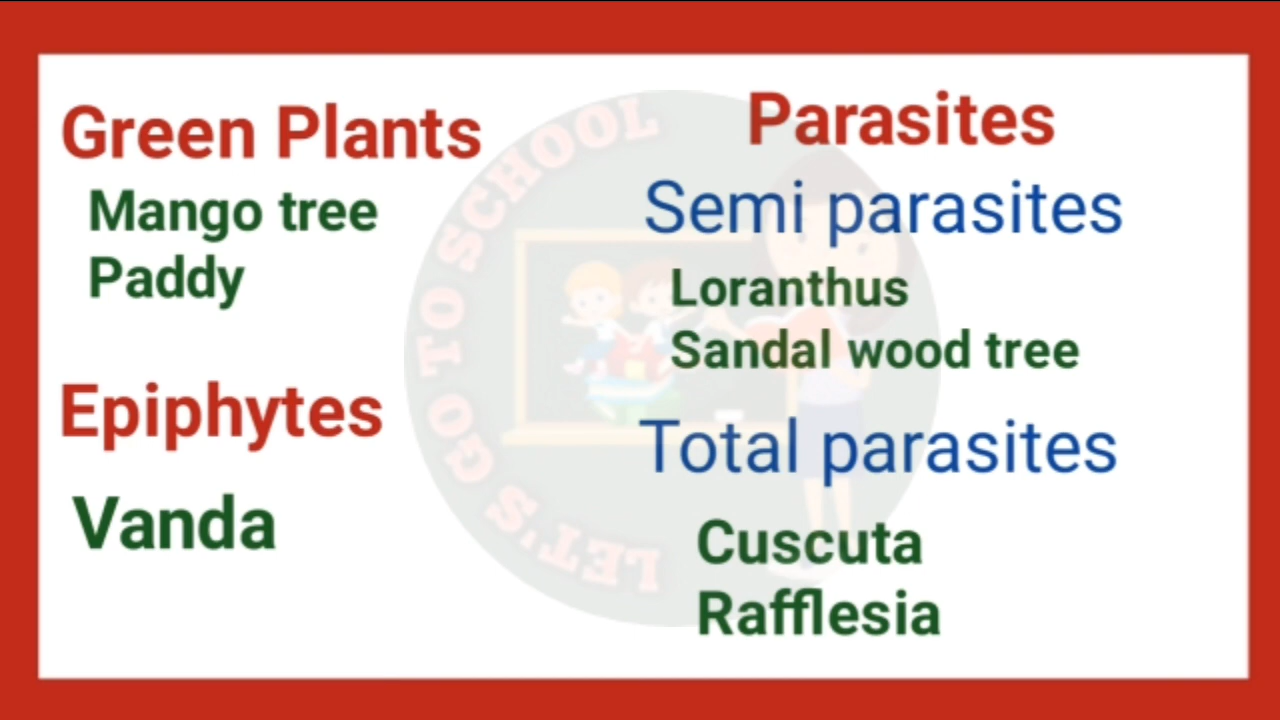 Green Plants
Mango tree
Paddy
Epiphytes
Vanda
Parasites
Semi parasites
Loranthus
Sandal wood tree
Total parasites
Cuscuta
Rafflesia
LET'S GO TO SCHOOL